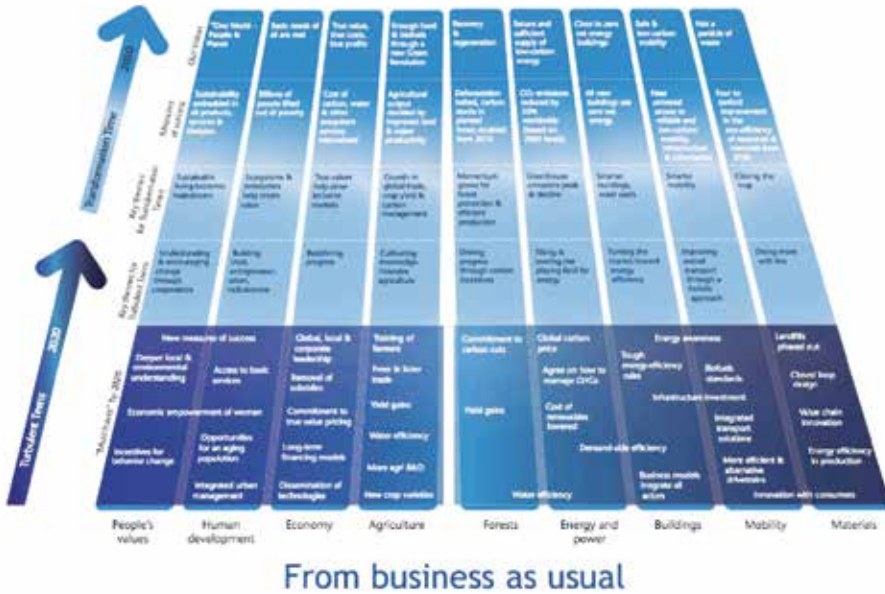 2050
Transformation Time
Our vision
"One World -
People &
Planet
Basic needs of
all are met
True value,
true costs,
true profits
Enough food
& biofuels
through a
new Green
Revolution
Recovery
&
regeneration
Secure and
sufficient
supply of
low-carbon
energy
Close to zero
net energy
buildings
Safe &
low-carbon
mobility
Not a
particle of
waste
Measures
of success
Sustainability
embedded in
all products,
services &
lifestyles
Billions of
people lifted
out of poverty
Cost of
carbon, water
& other
ecosystem
services
internalized
Agricultural
output
doubled by
improved land
& water
productivity
Deforestation
halted, carbon
stocks in
planted
forests doubled
from 2010
CO2 emissions
reduced by
50%
worldwide
(based on
2005 levels)
All new
buildings use
zero net energy
Near
universal
access to
reliable and
low-carbon
mobility,
infrastructure
& information
Four to
tenfold
improvement
in the
eco-efficiency
of resources &
materials from
2000
Key themes
for Transformation
Time
Sustainable
living becomes
mainstream
Ecosystems &
enterprises
help create
value
True values
help drive
inclusive
markets
Growth in
global trade,
crop yield &
carbon
management
Momentum
grows for
forest
protection &
efficient
production
Greenhouse
emissions peak
& decline
Smarter
buildings,
wiser users
Smarter
mobility
Closing the
loop
2020
Turbulent Teens
Key themes for
Turbulent Teens
Understanding
& encouraging
change
through
cooperation
Building
trust,
entrepreneur-
ialism,
inclusiveness
Redefining
progress
Cultivating
knowledge-
intensive
agriculture
Driving
progress
through carbon
incentives
Tilting &
leveling the
playing field for
energy
Turning the
market toward
energy
efficiency
Improving
overall
transport
through a
holistic
approach
Doing more
with less
"Must haves" by 2020
New measures of success
Deeper local &
environmental
understanding
Access to basic
services
Economic empowerment of women
Incentives for
behavior change
Opportunities
for an aging
population
Integrated urban
management
Global, local &
corporate
leadership
Removal of
subsidies
Commitment to
true value pricing
Long-term
financing models
Dissemination of
technologies
Training of
farmers
Freer & fairer
trade
Yield gains
Water efficiency
More agri R&D
New crop varieties
Commitment to
carbon cuts
Yield gains
Water efficiency
Global carbon
price
Agree on how to
manage GHGs
Cost of
renewables
lowered
Demand-side efficiency
Energy awareness
Tough
energy-efficiency
rules
Infrastructure investment
Business models
integrate all
actors
Biofuels
standards
Integrated
transport
solutions
More efficient &
alternative
drivetrains
Landfills
phased out
Closed loop
design
Value chain
innovation
Energy efficiency
in production
Innovation with consumers
People's
values
Human
development
Economy
Agriculture
Forests
Energy and
power
Buildings
Mobility
Materials
From business as usual